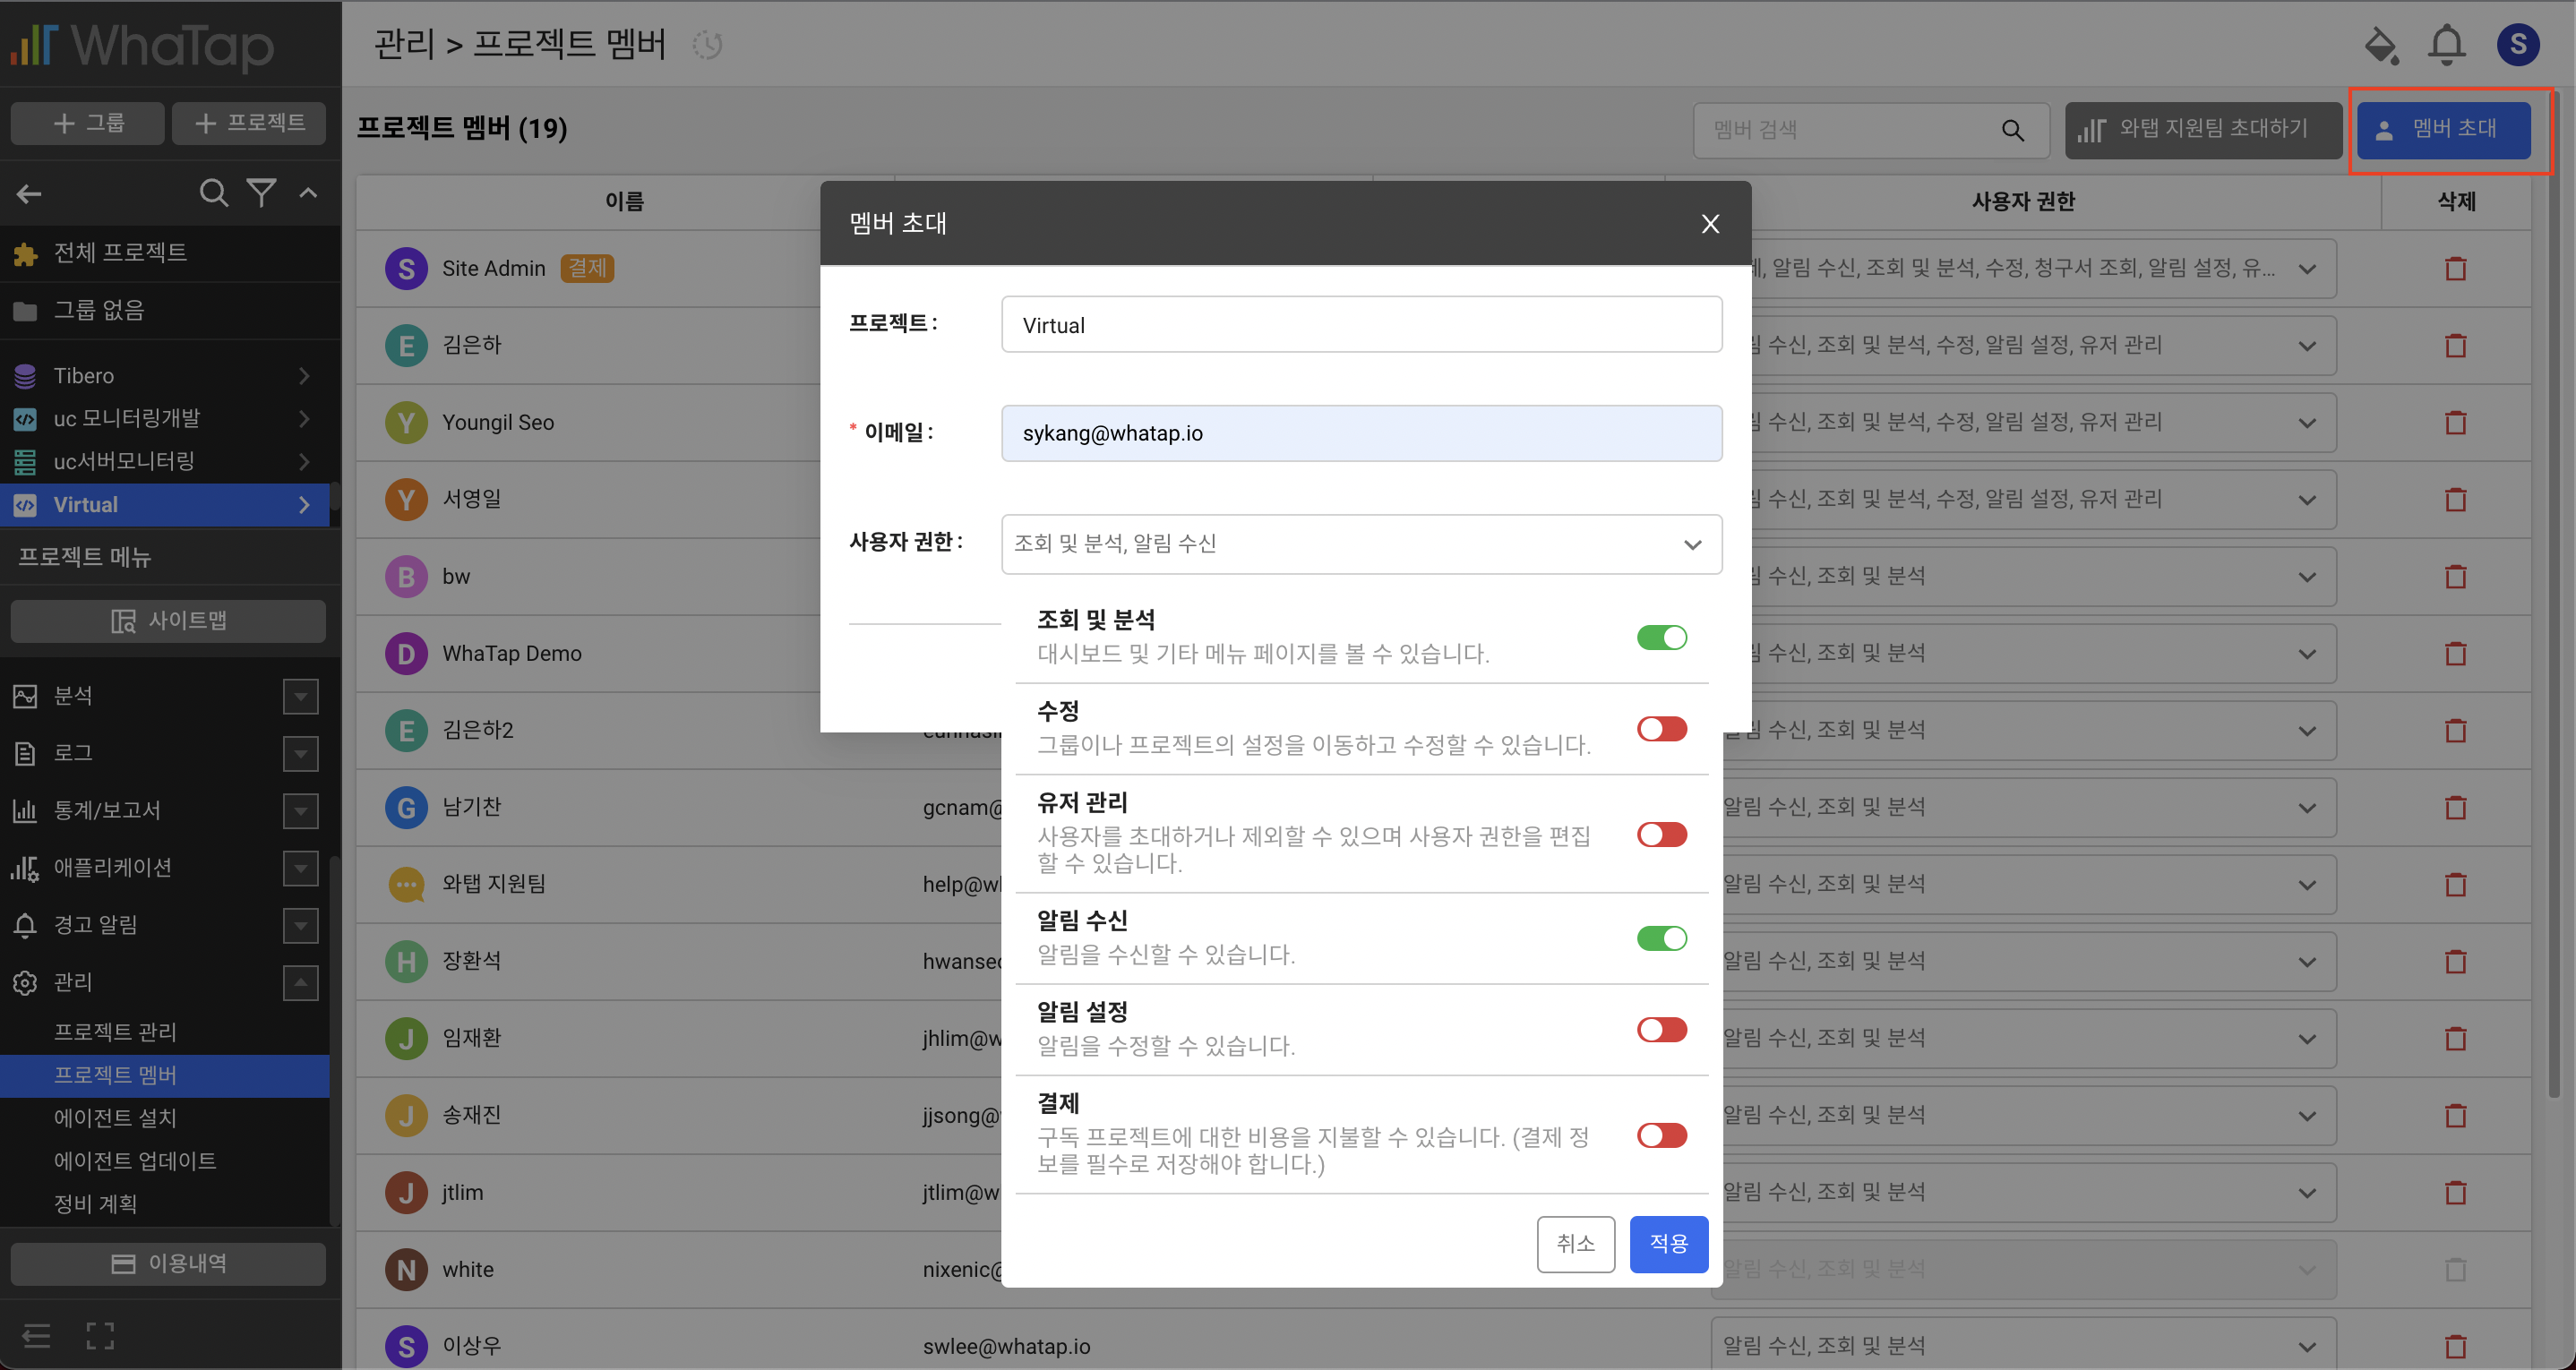 WhaTap
관리 > 프로젝트 멤버
S
그룹
프로젝트
전체 프로젝트
그룹 없음
Tibero
uc 모니터링개발
uc서버모니터링
Virtual
프로젝트 메뉴
사이트맵
분석
로그
통계/보고서
애플리케이션
경고 알림
관리
프로젝트 관리
프로젝트 멤버
에이전트 설치
에이전트 업데이트
정비 계획
이용내역
프로젝트 멤버 (19)
멤버 검색
와탭 지원팀 초대하기
멤버 초대
이름
사용자 권한
삭제
S Site Admin 결제
, 알림 수신, 조회 및 분석, 수정, 청구서 조회, 알림 설정, 유...
E 김은하
수신, 조회 및 분석, 수정, 알림 설정, 유저 관리
Y Youngil Seo
수신, 조회 및 분석, 수정, 알림 설정, 유저 관리
Y 서영일
수신, 조회 및 분석, 수정, 알림 설정, 유저 관리
B bw
수신, 조회 및 분석
D WhaTap Demo
수신, 조회 및 분석
E 김은하2
수신, 조회 및 분석
G 남기찬 gcnam@
알림 수신, 조회 및 분석
와탭 지원팀 help@wh
알림 수신, 조회 및 분석
H 장환석 hwanseo
알림 수신, 조회 및 분석
J 임재환 jhlim@w
알림 수신, 조회 및 분석
J 송재진 jjsong@
알림 수신, 조회 및 분석
J jtlim jtlim@w
알림 수신, 조회 및 분석
N white nixenic@
알림 수신, 조회 및 분석
S 이상우 swlee@whatap.io
알림 수신, 조회 및 분석
멤버 초대
X
프로젝트 : Virtual
* 이메일 : sykang@whatap.io
사용자 권한 : 조회 및 분석, 알림 수신
조회 및 분석
대시보드 및 기타 메뉴 페이지를 볼 수 있습니다.
수정
그룹이나 프로젝트의 설정을 이동하고 수정할 수 있습니다.
유저 관리
사용자를 초대하거나 제외할 수 있으며 사용자 권한을 편집
할 수 있습니다.
알림 수신
알림을 수신할 수 있습니다.
알림 설정
알림을 수정할 수 있습니다.
결제
구독 프로젝트에 대한 비용을 지불할 수 있습니다. (결제 정
보를 필수로 저장해야 합니다.)
취소
적용